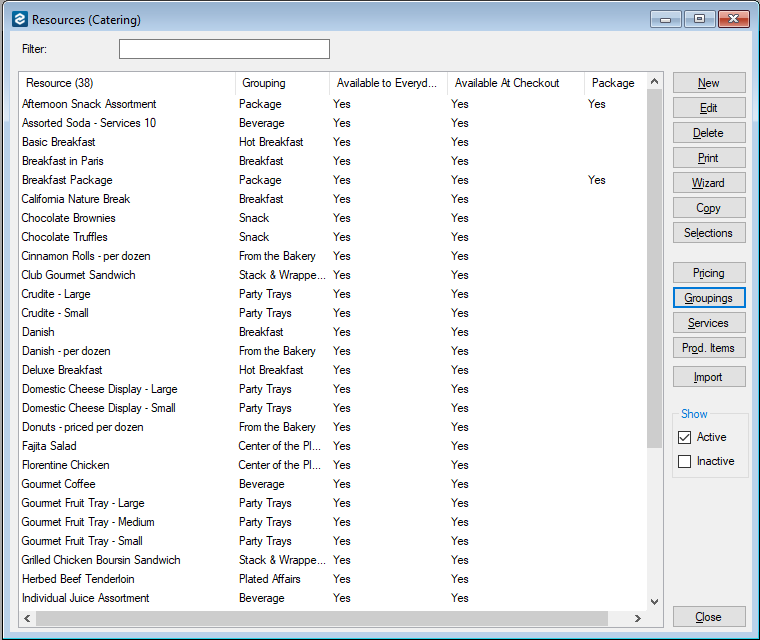 Resources (Catering)
Filter:
Resource (38) Grouping Available to Everyd... Available At Checkout Package
Afternoon Snack Assortment Package Yes Yes Yes
Assorted Soda - Services 10 Beverage Yes Yes
Basic Breakfast Hot Breakfast Yes Yes
Breakfast in Paris Breakfast Yes Yes
Breakfast Package Package Yes Yes Yes
California Nature Break Breakfast Yes Yes
Chocolate Brownies Snack Yes Yes
Chocolate Truffles Snack Yes Yes
Cinnamon Rolls - per dozen From the Bakery Yes Yes
Club Gourmet Sandwich Stack & Wrappe... Yes Yes
Crudite - Large Party Trays Yes Yes
Crudite - Small Party Trays Yes Yes
Danish Breakfast Yes Yes
Danish - per dozen From the Bakery Yes Yes
Deluxe Breakfast Hot Breakfast Yes Yes
Domestic Cheese Display - Large Party Trays Yes Yes
Domestic Cheese Display - Small Party Trays Yes Yes
Donuts - priced per dozen From the Bakery Yes Yes
Fajita Salad Center of the Pl... Yes Yes
Florentine Chicken Center of the Pl... Yes Yes
Gourmet Coffee Beverage Yes Yes
Gourmet Fruit Tray - Large Party Trays Yes Yes
Gourmet Fruit Tray - Medium Party Trays Yes Yes
Gourmet Fruit Tray - Small Party Trays Yes Yes
Grilled Chicken Boursin Sandwich Stack & Wrappe... Yes Yes
Herbed Beef Tenderloin Plated Affairs Yes Yes
Individual Juice Assortment Beverage Yes Yes
New
Edit
Delete
Print
Wizard
Copy
Selections
Pricing
Groupings
Services
Prod. Items
Import
Show
Active
Inactive
Close